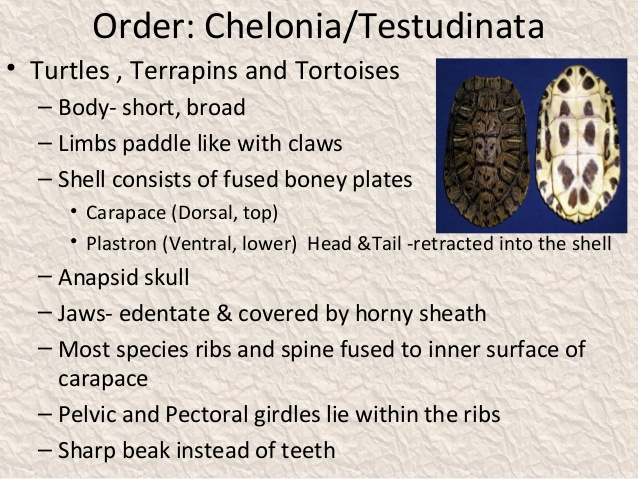 Order: Chelonia/Testudinata
• Turtles , Terrapins and Tortoises
– Body- short, broad
– Limbs paddle like with claws
– Shell consists of fused boney plates
• Carapace (Dorsal, top)
• Plastron (Ventral, lower)  Head &Tail -retracted into the shell
– Anapsid skull
– Jaws- edentate & covered by horny sheath
– Most species ribs and spine fused to inner surface of
carapace
– Pelvic and Pectoral girdles lie within the ribs
– Sharp beak instead of teeth